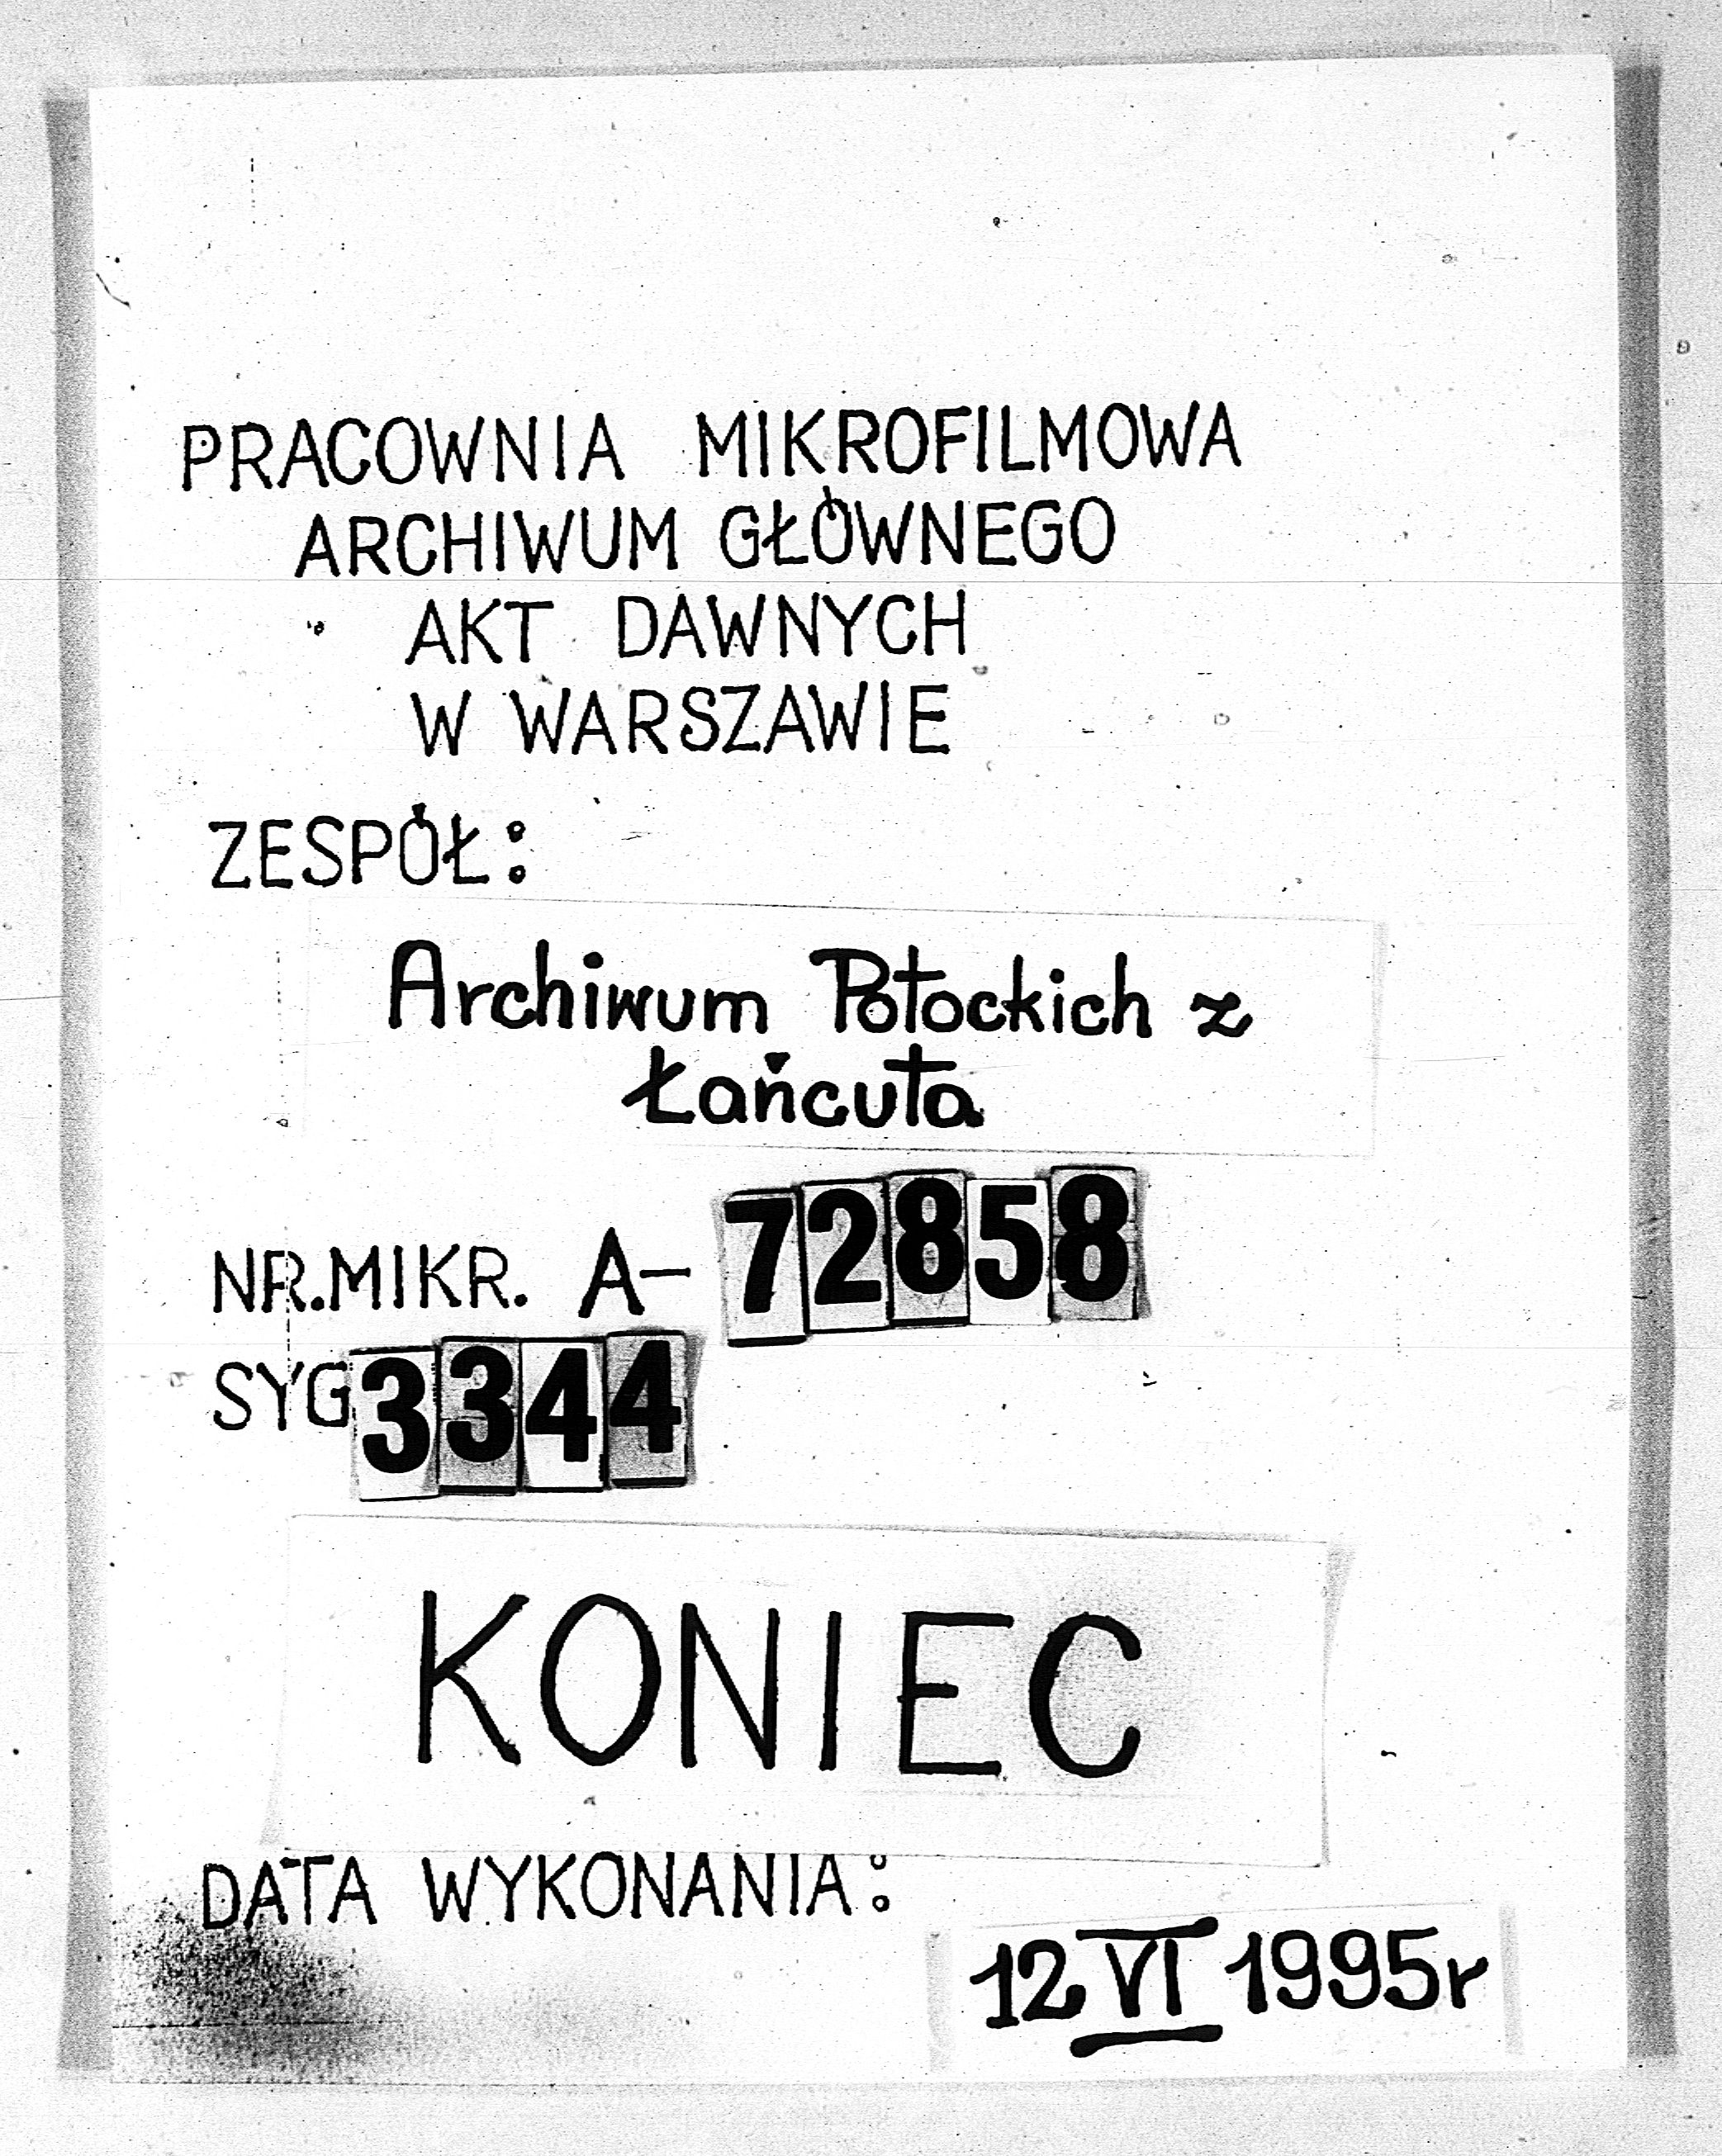 PRACOWNIA MIKROFILMOWA
ARCHIWUM GŁÓWNEGO
AKT DAWNYCH
W WARSZAWIE
ZESPÓŁ:
Archiwum Potockich z
Łańcuta
NR.MIKR. A- 72858
SYG 3344
KONIEC
DATA WYKONANIA:
12 VI 1995r